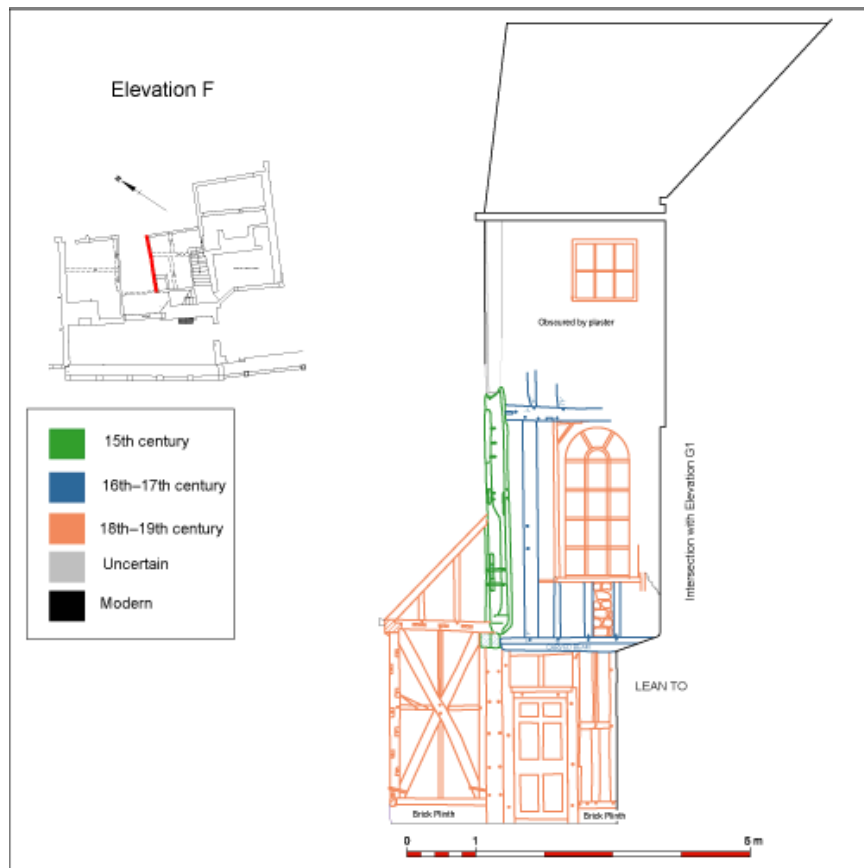 Elevation F
N
15th century
16th–17th century
18th–19th century
Uncertain
Modern
Obscured by plaster
Intersection with Elevation G1
LEAN TO
Brick Plinth
Brick Plinth
0 1 5 m